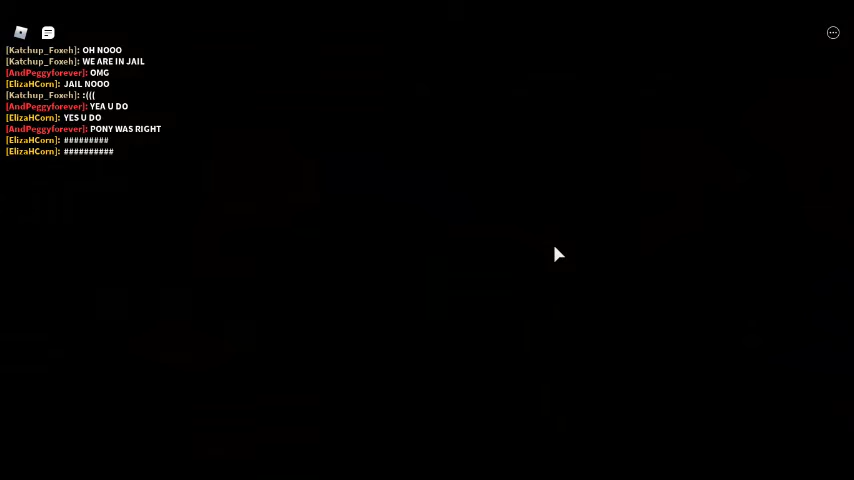 [Katchup_Foxeh]: OH NOOO
[Katchup_Foxeh]: WE ARE IN JAIL
[AndPeggyforever]: OMG
[ElizaHCorn]: JAIL NOOO
[Katchup_Foxeh]: :(((
[AndPeggyforever]: YEA U DO
[ElizaHCorn]: YES U DO
[AndPeggyforever]: PONY WAS RIGHT
[ElizaHCorn]: #########
[ElizaHCorn]: ##########